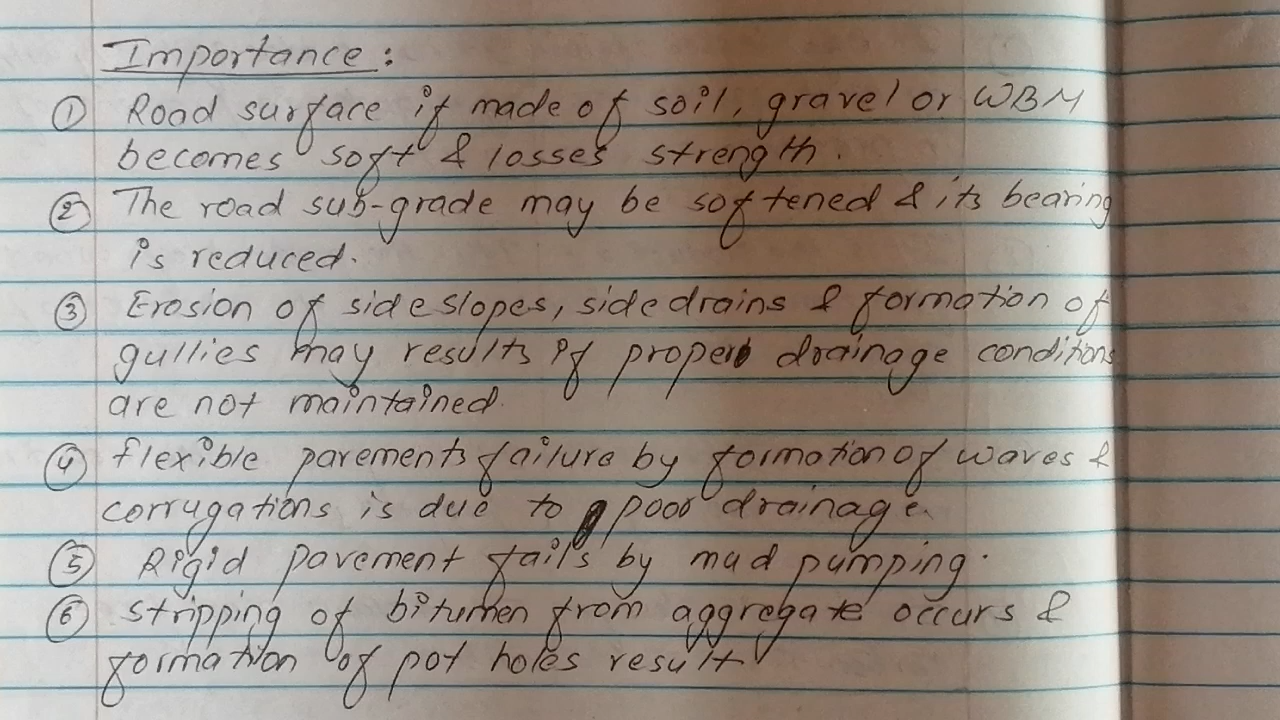 Importance :
① Road surface if made of soil, gravel or WBM
becomes soft & losses strength.
② The road sub-grade may be softened & its bearing
is reduced.
③ Erosion of side slopes, side drains & formation of
gullies may results if proper drainage conditions
are not maintained.
④ flexible pavements failure by formation of waves &
corrugations is due to poor drainage.
⑤ Rigid pavement fails by mud pumping.
⑥ stripping of bitumen from aggregate occurs &
formation of pot holes result